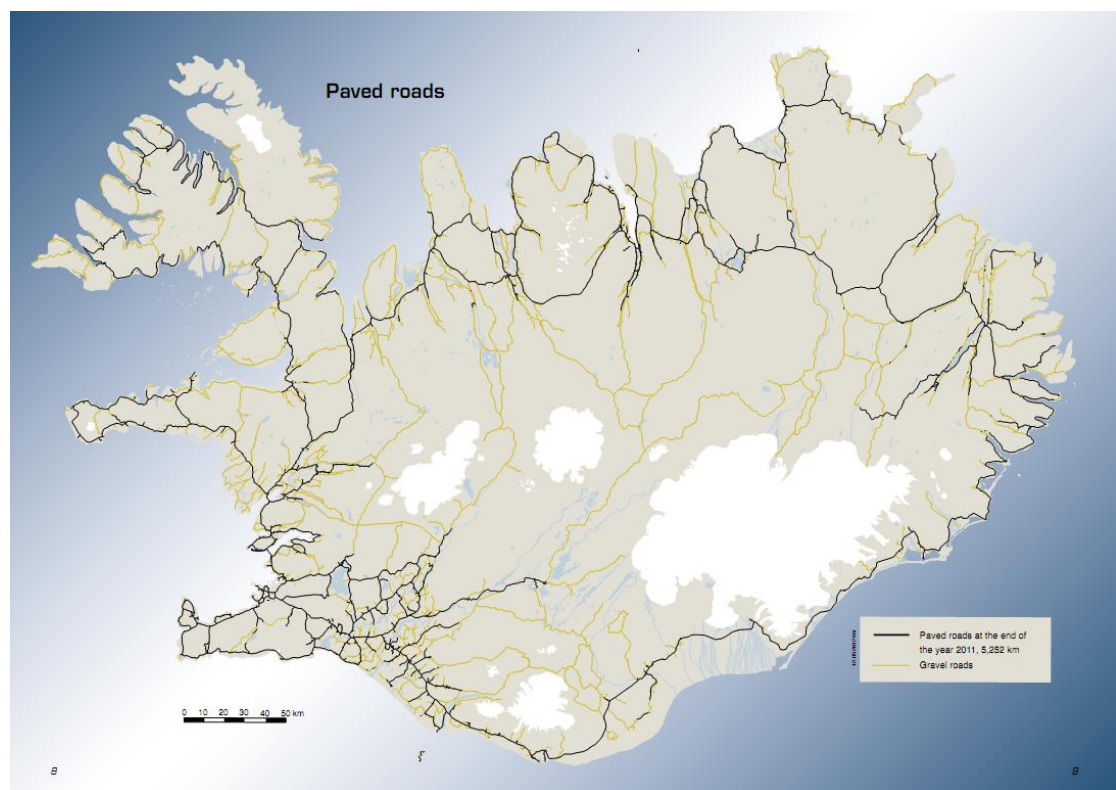 Paved roads
Paved roads at the end of
the year 2011, 5,252 km
Gravel roads
0 10 20 30 40 50 km
8
9